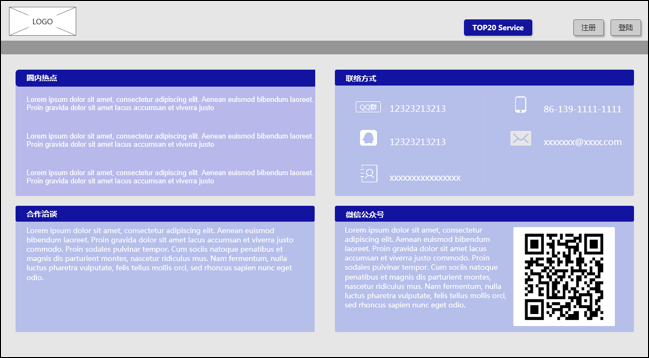 LOGO
TOP20 Service
注册
登陆
圈内热点
Lorem ipsum dolor sit amet, consectetur adipiscing elit. Aenean euismod bibendum laoreet.
Proin gravida dolor sit amet lacus accumsan et viverra justo
Lorem ipsum dolor sit amet, consectetur adipiscing elit. Aenean euismod bibendum laoreet.
Proin gravida dolor sit amet lacus accumsan et viverra justo
Lorem ipsum dolor sit amet, consectetur adipiscing elit. Aenean euismod bibendum laoreet.
Proin gravida dolor sit amet lacus accumsan et viverra justo
联络方式
QQ群
12323213213
86-139-1111-1111
12323213213
xxxxxxx@xxxx.com
xxxxxxxxxxxxxxxx
合作洽谈
Lorem ipsum dolor sit amet, consectetur adipiscing elit. Aenean euismod
bibendum laoreet. Proin gravida dolor sit amet lacus accumsan et viverra justo
commodo. Proin sodales pulvinar tempor. Cum sociis natoque penatibus et
magnis dis parturient montes, nascetur ridiculus mus. Nam fermentum, nulla
luctus pharetra vulputate, felis tellus mollis orci, sed rhoncus sapien nunc eget
odio.
微信公众号
Lorem ipsum dolor sit amet, consectetur
adipiscing elit. Aenean euismod bibendum
laoreet. Proin gravida dolor sit amet lacus
accumsan et viverra justo commodo. Proin
sodales pulvinar tempor. Cum sociis natoque
penatibus et magnis dis parturient montes,
nascetur ridiculus mus. Nam fermentum, nulla
luctus pharetra vulputate, felis tellus mollis orci,
sed rhoncus sapien nunc eget odio.